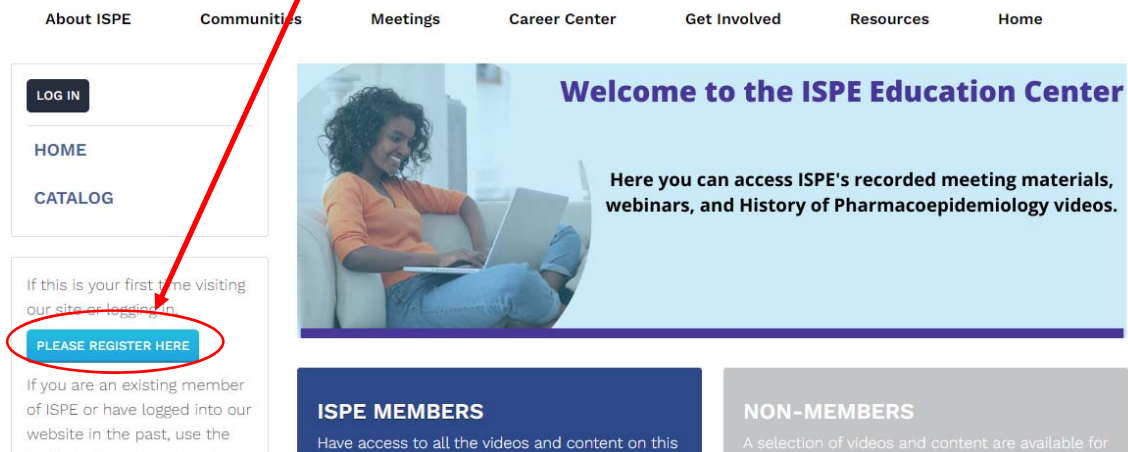 About ISPE Communities Meetings Career Center Get Involved Resources Home
LOG IN
HOME
CATALOG
If this is your first time visiting
our site or logging in,
PLEASE REGISTER HERE
If you are an existing member
of ISPE or have logged into our
website in the past, use the
Welcome to the ISPE Education Center
Here you can access ISPE's recorded meeting materials,
webinars, and History of Pharmacoepidemiology videos.
ISPE MEMBERS
Have access to all the videos and content on this
NON-MEMBERS
A selection of videos and content are available for